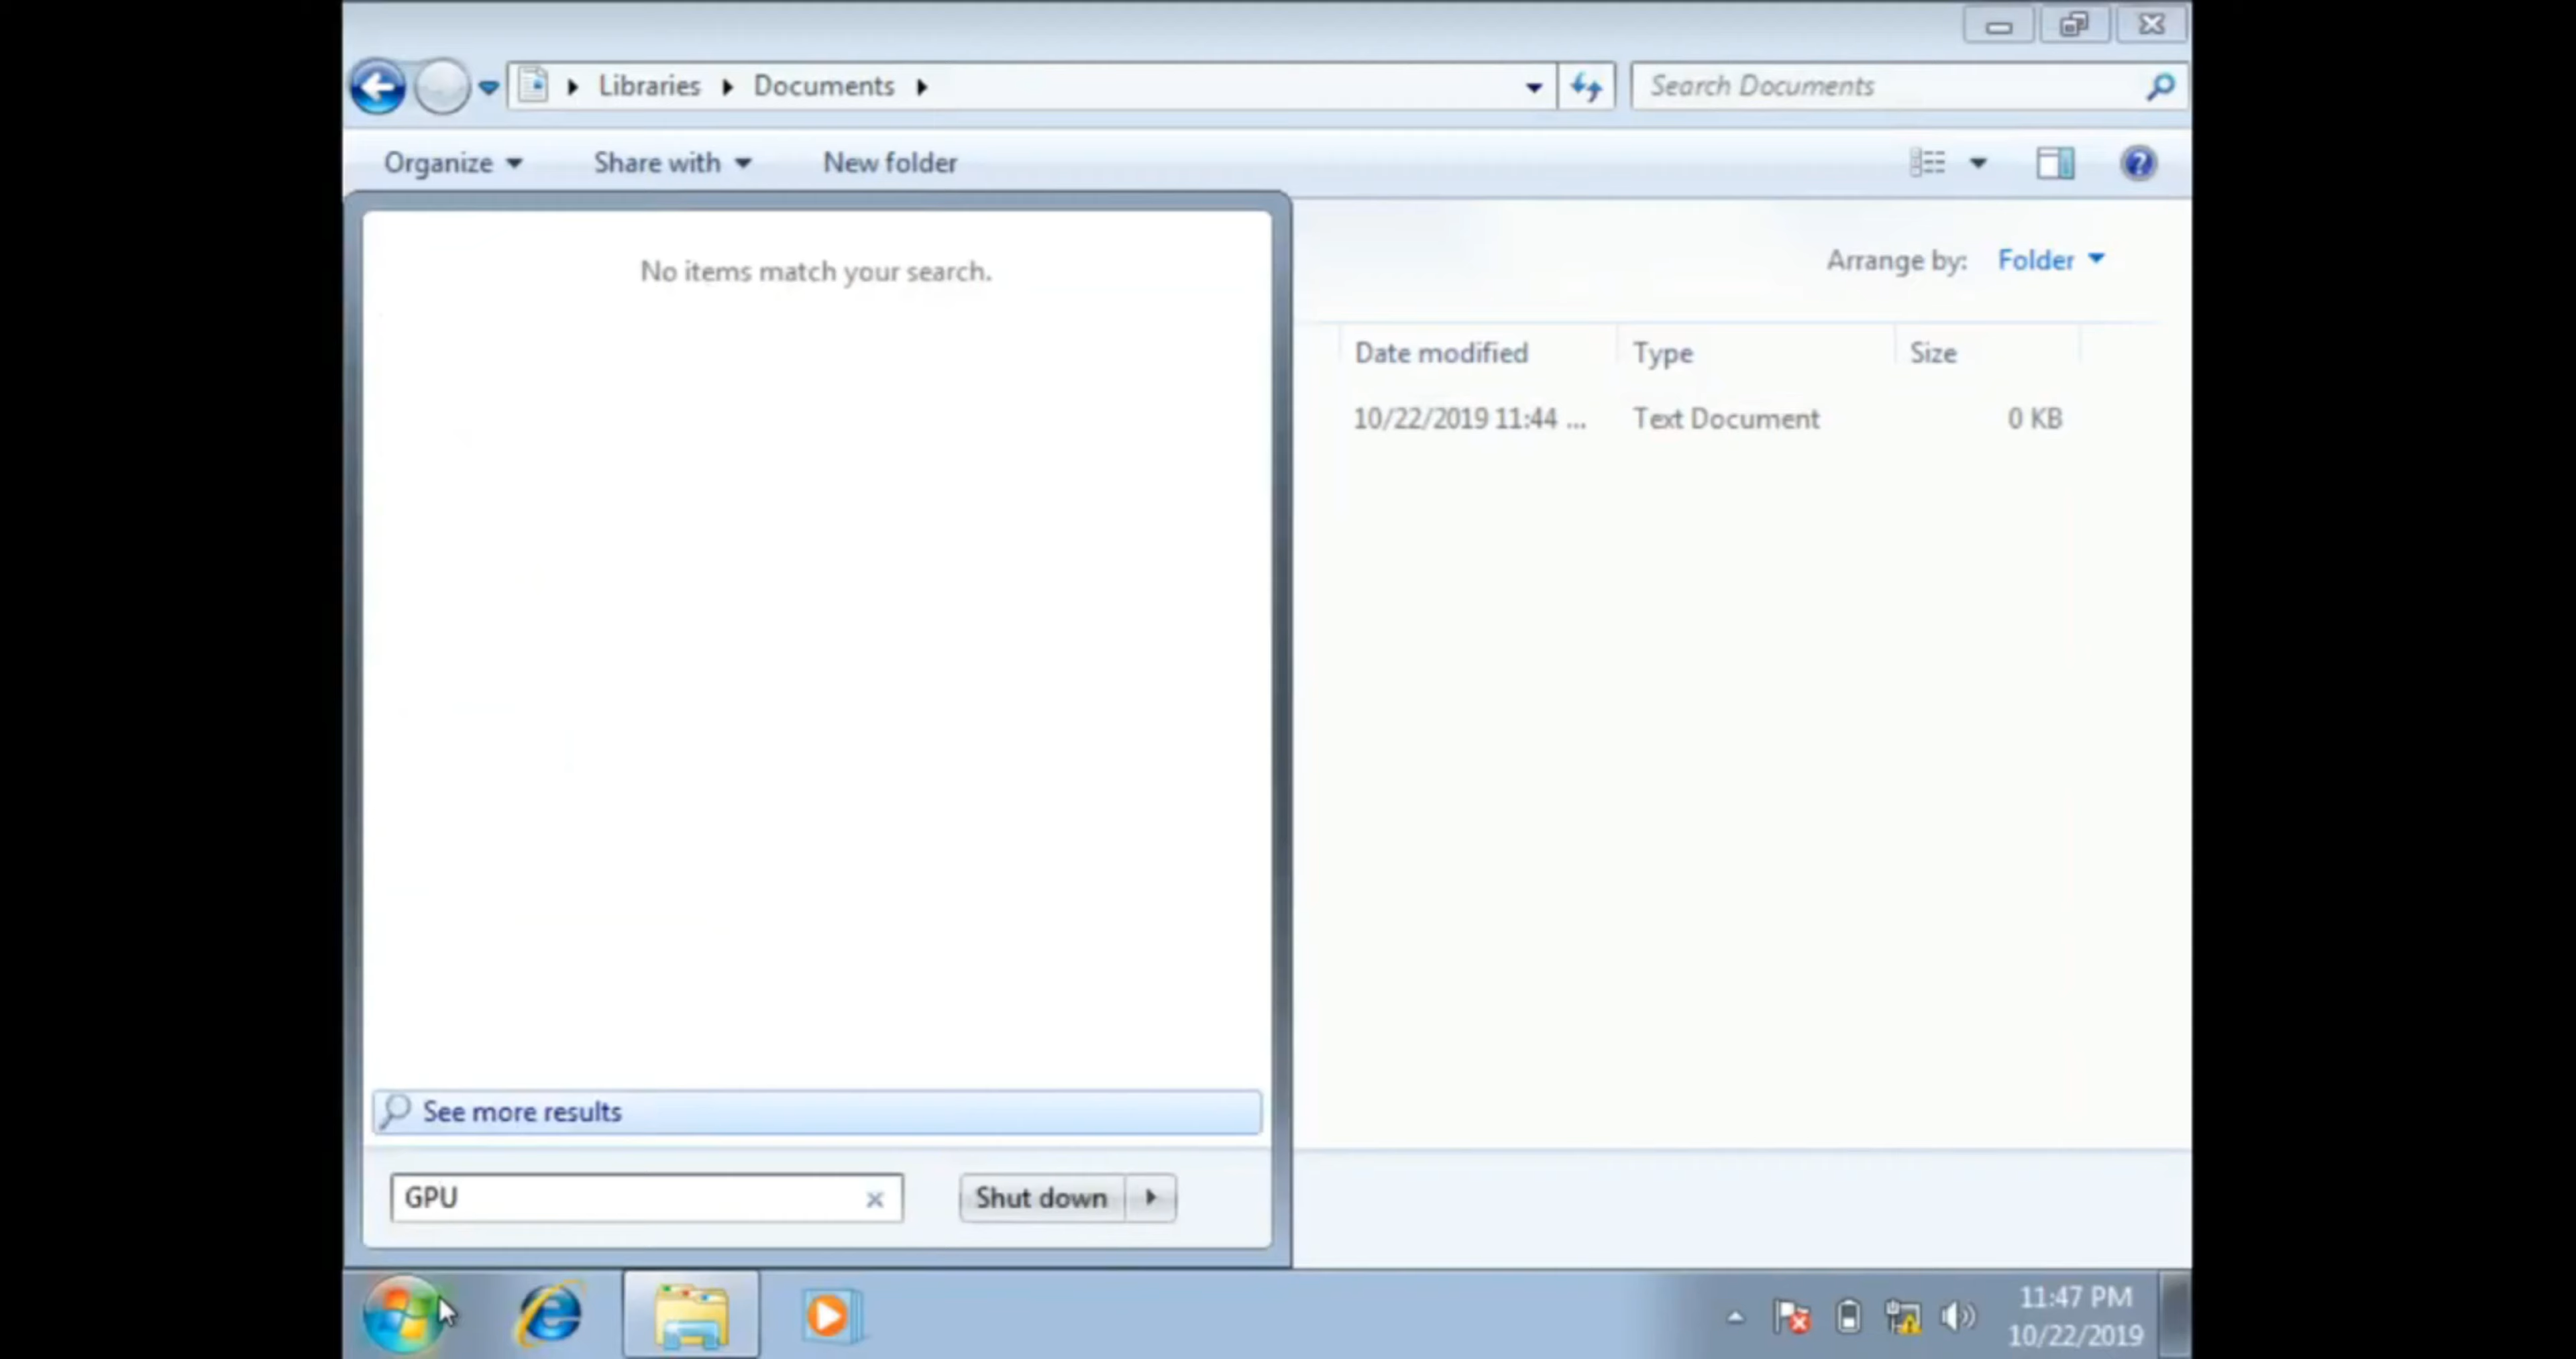 Libraries Documents Search Documents
Organize Share with New folder
No items match your search.
Arrange by: Folder
Date modified Type Size
10/22/2019 11:44 ... Text Document 0 KB
See more results
GPU Shut down
11:47 PM
10/22/2019